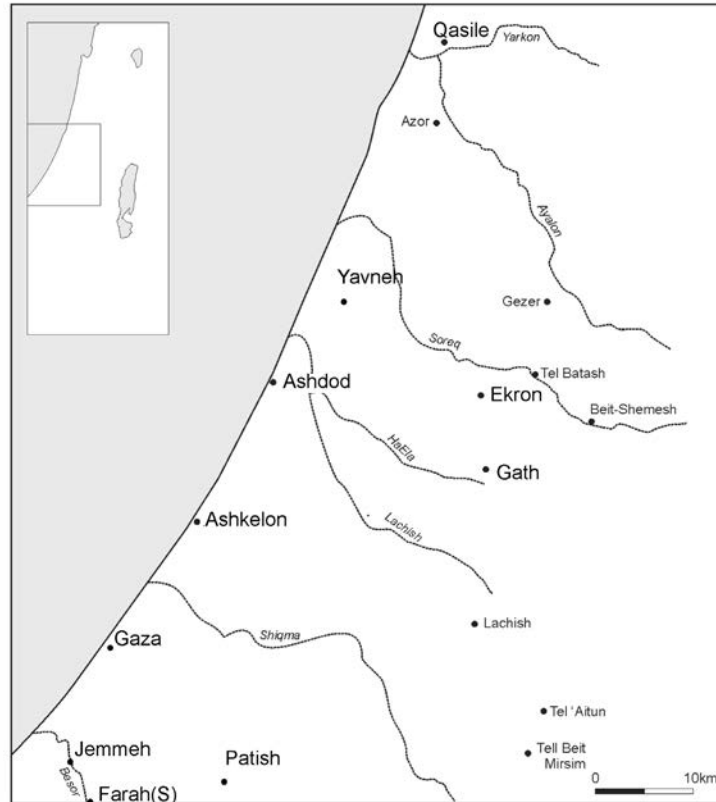 Qasile
Yarkon
Azor
Ayalon
Yavneh
Gezer
Soreq
Tel Batash
Ashdod
Ekron
Beit-Shemesh
HaEla
Gath
Ashkelon
Lachish
Lachish
Gaza
Shiqma
Tel ‘Aitun
Jemmeh
Patish
Tell Beit
Mirsim
Besor
Farah(S)
0 10km